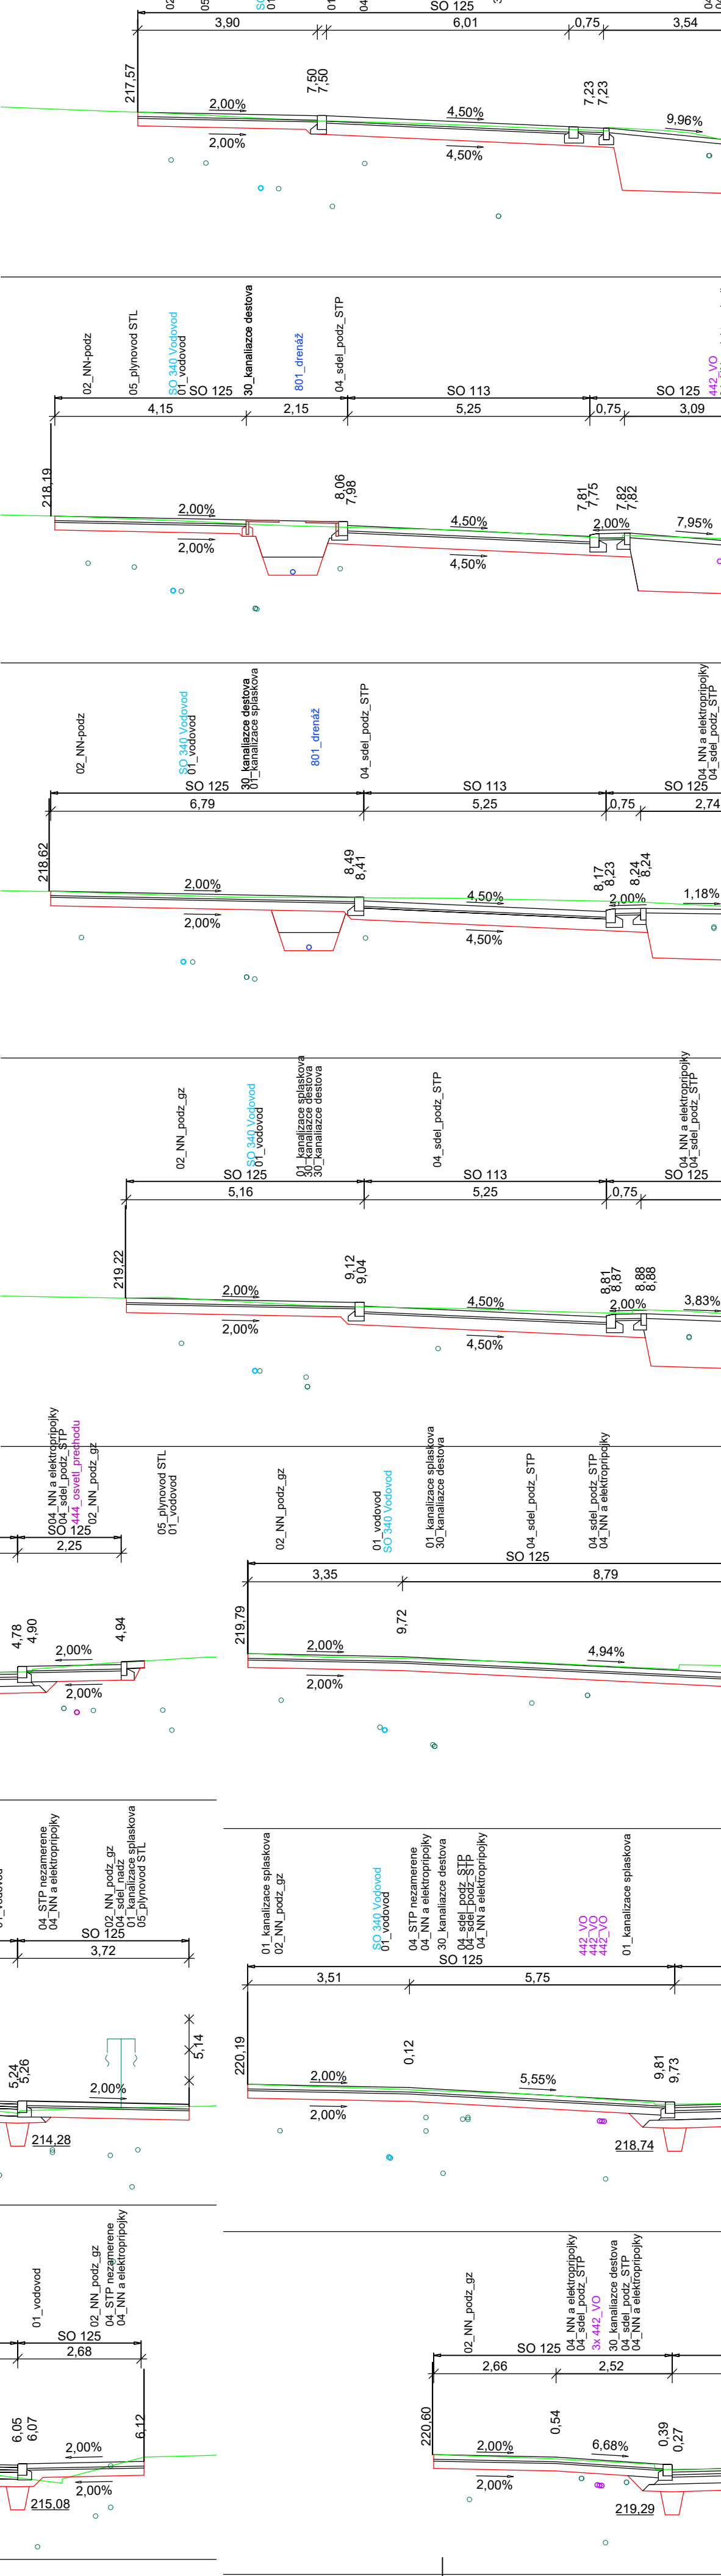 SO 125
3,90
6,01
0,75
3,54
217,57
7,50
7,50
7,23
7,23
2,00%
2,00%
4,50%
4,50%
9,96%
02_NN-podz
05_plynovod STL
SO 340 Vodovod
01_vodovod
30_kanaliazce destova
801_drenáž
04_sdel_podz_STP
442_VO
SO 125
SO 113
SO 125
4,15
2,15
5,25
0,75
3,09
218,19
8,06
7,98
7,81
7,75
7,82
7,82
2,00%
2,00%
4,50%
4,50%
2,00%
7,95%
02_NN-podz
SO 340 Vodovod
01_vodovod
30_kanaliazce destova
01_kanalizace splaskova
801_drenáž
04_sdel_podz_STP
04_NN a elektropripojky
04_sdel_podz_STP
SO 125
SO 113
SO 125
6,79
5,25
0,75
2,74
218,62
8,49
8,41
8,17
8,23
8,24
8,24
2,00%
2,00%
4,50%
4,50%
2,00%
1,18%
02_NN_podz_gz
SO 340 Vodovod
01_vodovod
01_kanalizace splaskova
30_kanaliazce destova
30_kanaliazce destova
04_sdel_podz_STP
04_NN a elektropripojky
04_sdel_podz_STP
SO 125
SO 113
SO 125
5,16
5,25
0,75
219,22
9,12
9,04
8,81
8,87
8,88
8,88
2,00%
2,00%
4,50%
4,50%
2,00%
3,83%
04_NN a elektropripojky
04_sdel_podz_STP
444_osvetl_prechodu
02_NN_podz_gz
05_plynovod STL
01_vodovod
SO 125
2,25
4,78
4,90
4,94
2,00%
2,00%
02_NN_podz_gz
01_vodovod
SO 340 Vodovod
01_kanalizace splaskova
30_kanaliazce destova
04_sdel_podz_STP
04_sdel_podz_STP
04_NN a elektropripojky
SO 125
3,35
8,79
219,79
9,72
2,00%
2,00%
4,94%
04_STP nezamerene
04_NN a elektropripojky
02_NN_podz_gz
04_sdel_nadz
01_kanalizace splaskova
05_plynovod STL
SO 125
3,72
5,24
5,26
5,14
2,00%
214,28
01_kanalizace splaskova
02_NN_podz_gz
SO 340 Vodovod
01_vodovod
04_STP nezamerene
04_NN a elektropripojky
30_kanaliazce destova
04_sdel_podz_STP
04_sdel_podz_STP
04_NN a elektropripojky
442_VO
442_VO
442_VO
01_kanalizace splaskova
SO 125
3,51
5,75
220,19
0,12
9,81
9,73
2,00%
2,00%
5,55%
218,74
01_vodovod
02_NN_podz_gz
04_STP nezamerene
04_NN a elektropripojky
SO 125
2,68
6,05
6,07
6,12
2,00%
2,00%
215,08
02_NN_podz_gz
04_NN a elektropripojky
04_sdel_podz_STP
3x 442_VO
30_kanaliazce destova
04_sdel_podz_STP
04_NN a elektropripojky
SO 125
2,66
2,52
220,60
0,54
0,39
0,27
2,00%
2,00%
6,68%
219,29